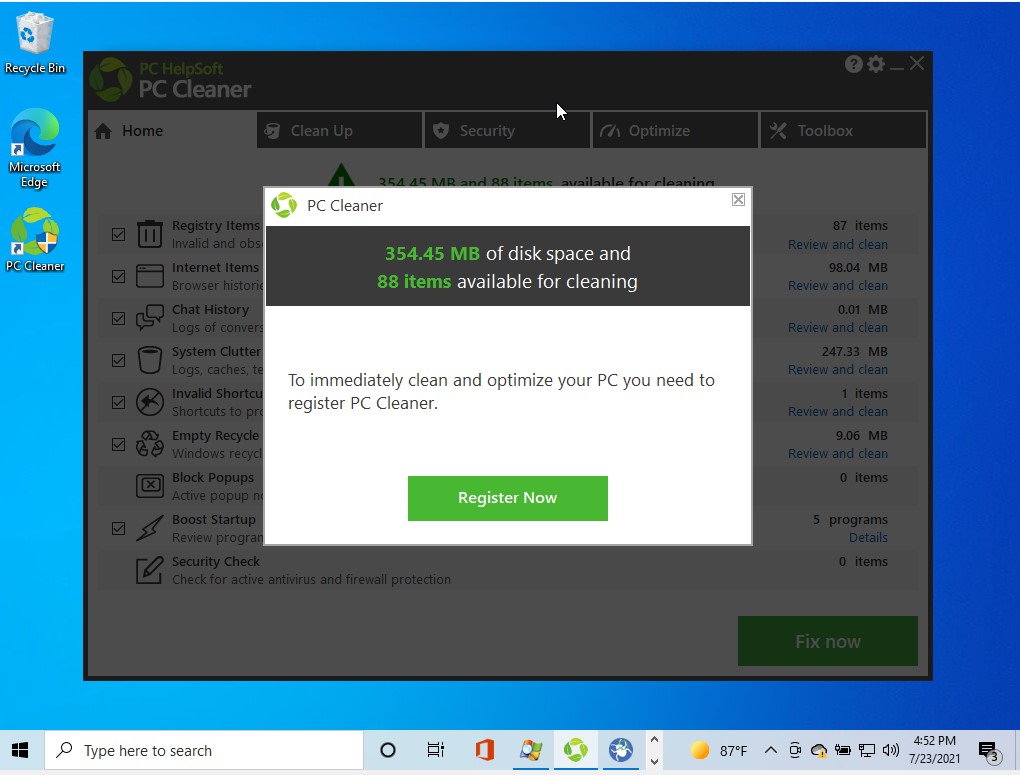 Recycle Bin
Microsoft
Edge
PC Cleaner
PC HelpSoft
PC Cleaner
Home
Clean Up
Security
Optimize
Toolbox
354.45 MB and 88 items available for cleaning
PC Cleaner
354.45 MB of disk space and
88 items available for cleaning
To immediately clean and optimize your PC you need to
register PC Cleaner.
Register Now
Registry Items
Invalid and obs
87 items
Review and clean
Internet Items
Browser historie
98.04 MB
Review and clean
Chat History
Logs of convers
0.01 MB
Review and clean
System Clutter
Logs, caches, te
247.33 MB
Review and clean
Invalid Shortcu
Shortcuts to pro
1 items
Review and clean
Empty Recycle
Windows recycl
9.06 MB
Review and clean
Block Popups
Active popup no
0 items
Boost Startup
Review program
5 programs
Details
Security Check
Check for active antivirus and firewall protection
0 items
Fix now
Type here to search
87°F
4:52 PM
7/23/2021
3